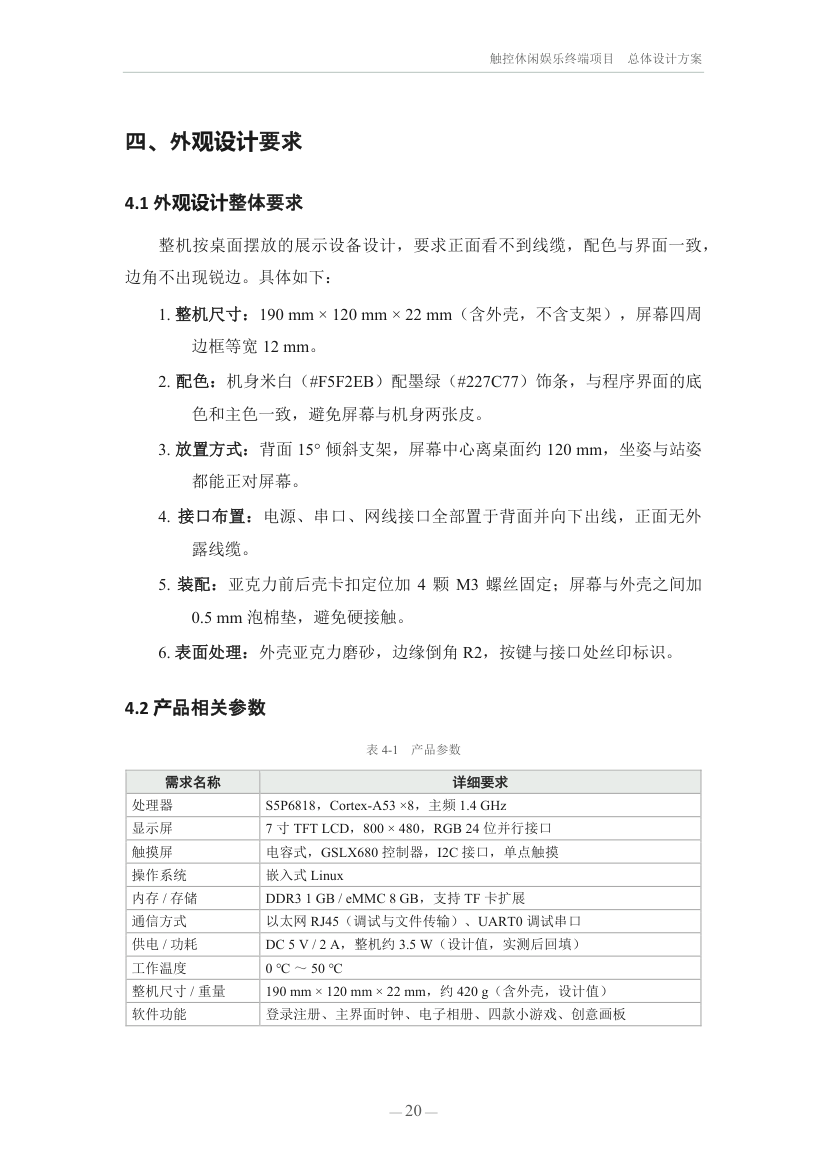 触控休闲娱乐终端项目　总体设计方案
四、外观设计要求
4.1 外观设计整体要求
整机按桌面摆放的展示设备设计，要求正面看不到线缆，配色与界面一致，
边角不出现锐边。具体如下：
1. 整机尺寸：190 mm × 120 mm × 22 mm（含外壳，不含支架），屏幕四周
边框等宽 12 mm。
2. 配色：机身米白（#F5F2EB）配墨绿（#227C77）饰条，与程序界面的底
色和主色一致，避免屏幕与机身两张皮。
3. 放置方式：背面 15° 倾斜支架，屏幕中心离桌面约 120 mm，坐姿与站姿
都能正对屏幕。
4. 接口布置：电源、串口、网线接口全部置于背面并向下出线，正面无外
露线缆。
5. 装配：亚克力前后壳卡扣定位加 4 颗 M3 螺丝固定；屏幕与外壳之间加
0.5 mm 泡棉垫，避免硬接触。
6. 表面处理：外壳亚克力磨砂，边缘倒角 R2，按键与接口处丝印标识。
4.2 产品相关参数
表 4-1　产品参数
需求名称　详细要求
处理器　S5P6818，Cortex-A53 ×8，主频 1.4 GHz
显示屏　7 寸 TFT LCD，800 × 480，RGB 24 位并行接口
触摸屏　电容式，GSLX680 控制器，I2C 接口，单点触摸
操作系统　嵌入式 Linux
内存 / 存储　DDR3 1 GB / eMMC 8 GB，支持 TF 卡扩展
通信方式　以太网 RJ45（调试与文件传输）、UART0 调试串口
供电 / 功耗　DC 5 V / 2 A，整机约 3.5 W（设计值，实测后回填）
工作温度　0 ℃ ～ 50 ℃
整机尺寸 / 重量　190 mm × 120 mm × 22 mm，约 420 g（含外壳，设计值）
软件功能　登录注册、主界面时钟、电子相册、四款小游戏、创意画板
— 20 —